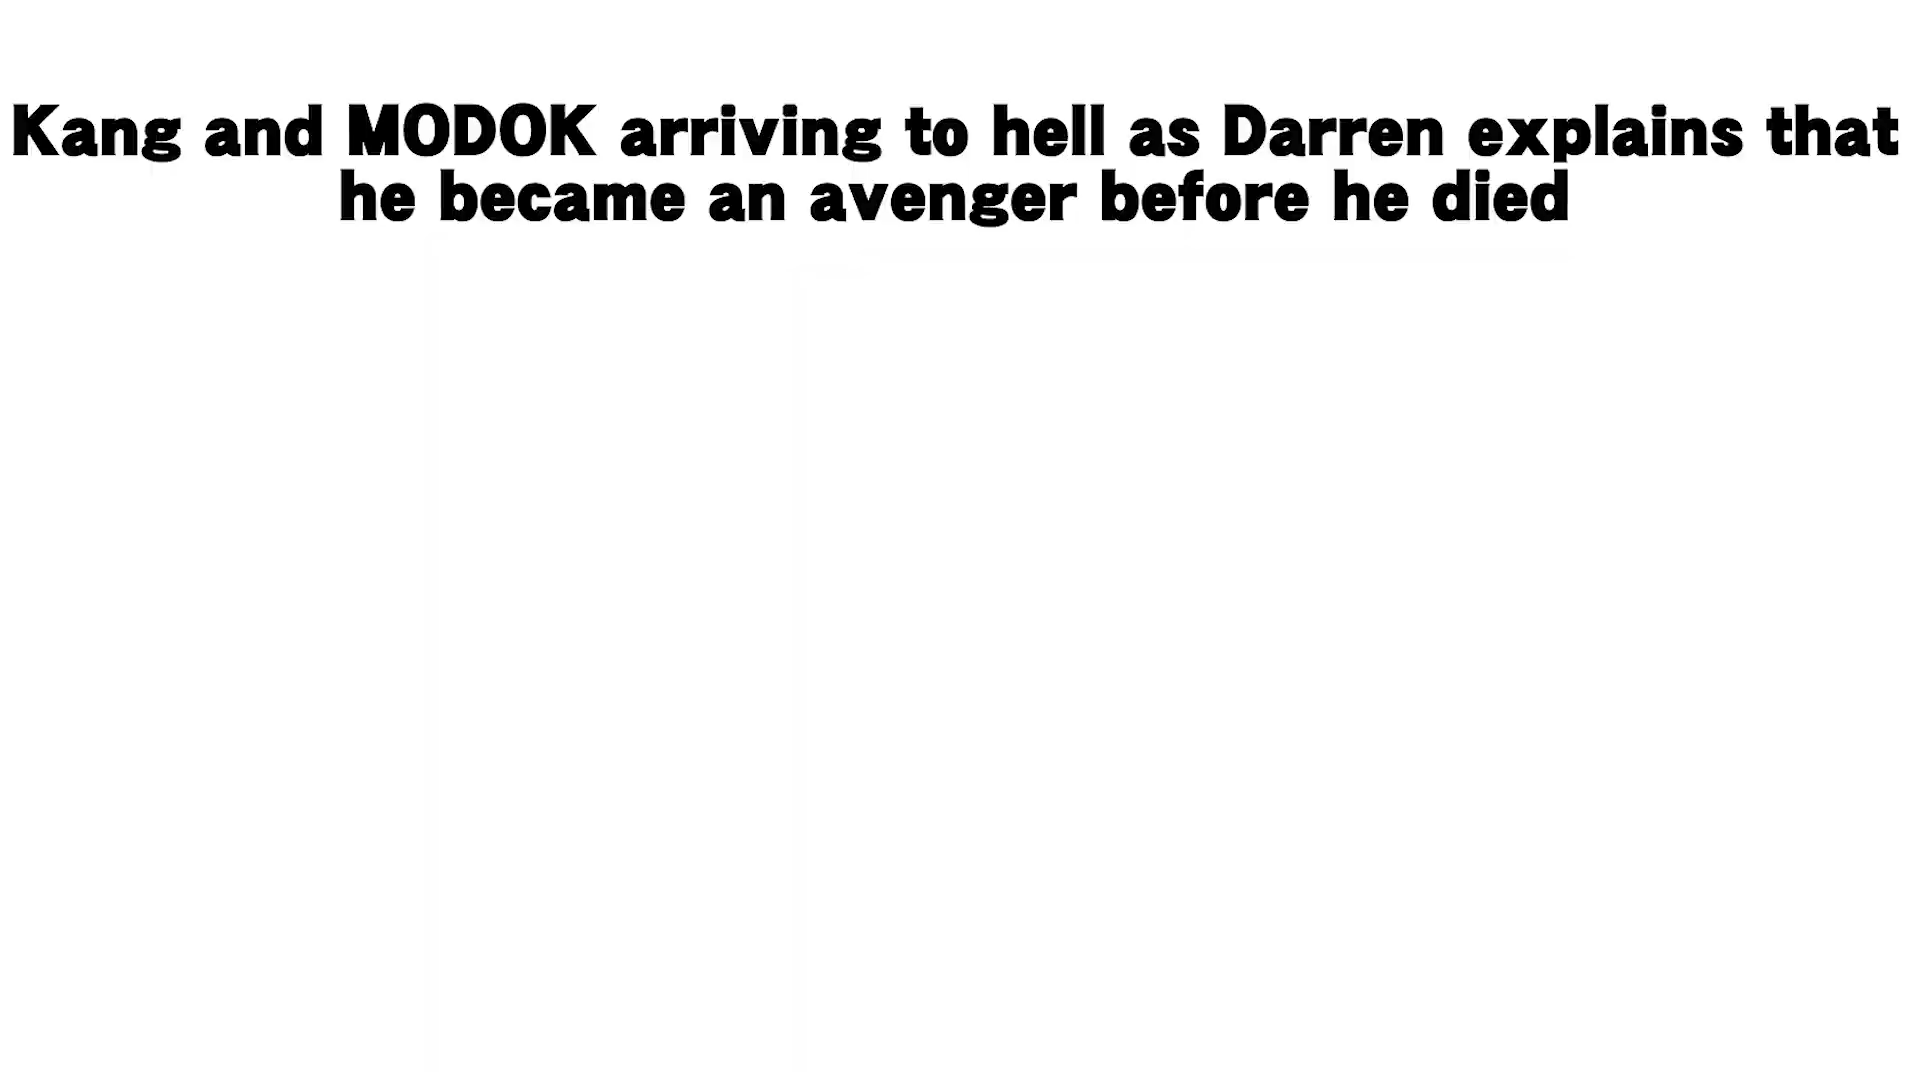 Kang and MODOK arriving to hell as Darren explains that
he became an avenger before he died